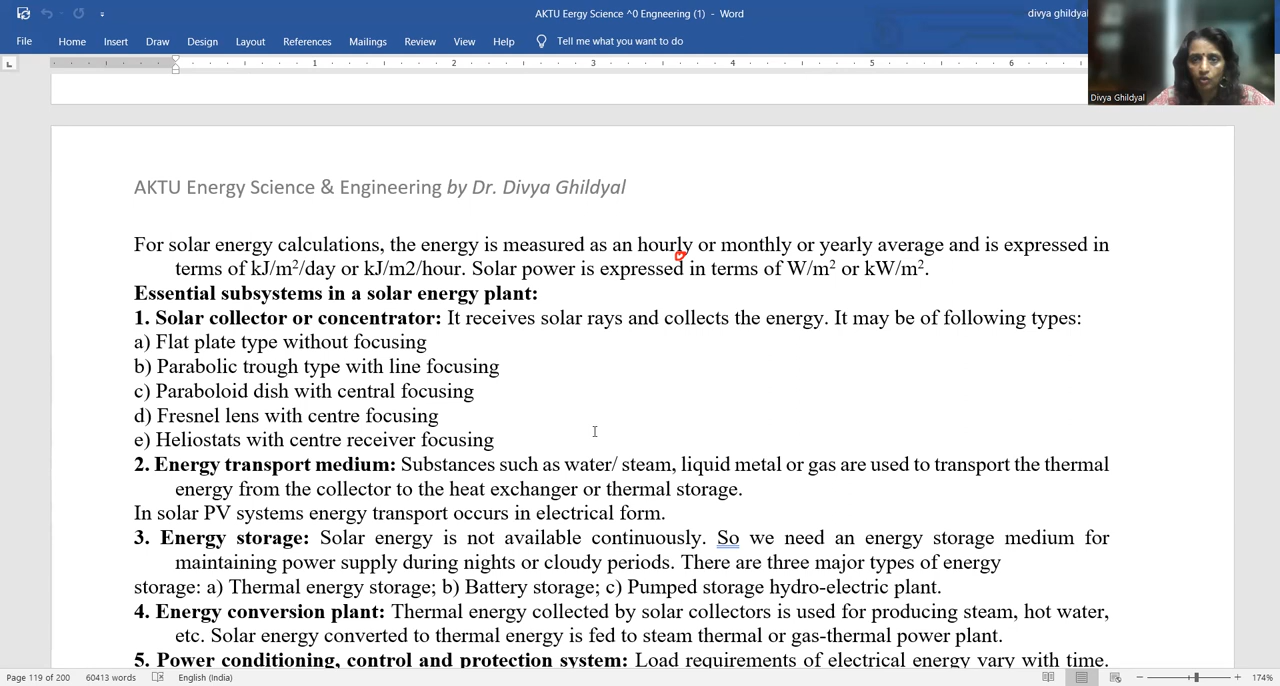 AKTU Eergy Science ^0 Engneering (1) - Word
divya ghildyal
File Home Insert Draw Design Layout References Mailings Review View Help Tell me what you want to do
1 2 3 4 5 6
Divya Ghildyal
AKTU Energy Science & Engineering by Dr. Divya Ghildyal
For solar energy calculations, the energy is measured as an hourly or monthly or yearly average and is expressed in
terms of kJ/m²/day or kJ/m2/hour. Solar power is expressed in terms of W/m² or kW/m².
Essential subsystems in a solar energy plant:
1. Solar collector or concentrator: It receives solar rays and collects the energy. It may be of following types:
a) Flat plate type without focusing
b) Parabolic trough type with line focusing
c) Paraboloid dish with central focusing
d) Fresnel lens with centre focusing
e) Heliostats with centre receiver focusing
2. Energy transport medium: Substances such as water/ steam, liquid metal or gas are used to transport the thermal
energy from the collector to the heat exchanger or thermal storage.
In solar PV systems energy transport occurs in electrical form.
3. Energy storage: Solar energy is not available continuously. So we need an energy storage medium for
maintaining power supply during nights or cloudy periods. There are three major types of energy
storage: a) Thermal energy storage; b) Battery storage; c) Pumped storage hydro-electric plant.
4. Energy conversion plant: Thermal energy collected by solar collectors is used for producing steam, hot water,
etc. Solar energy converted to thermal energy is fed to steam thermal or gas-thermal power plant.
5. Power conditioning, control and protection system: Load requirements of electrical energy vary with time.
Page 119 of 200 60413 words English (India) 174%